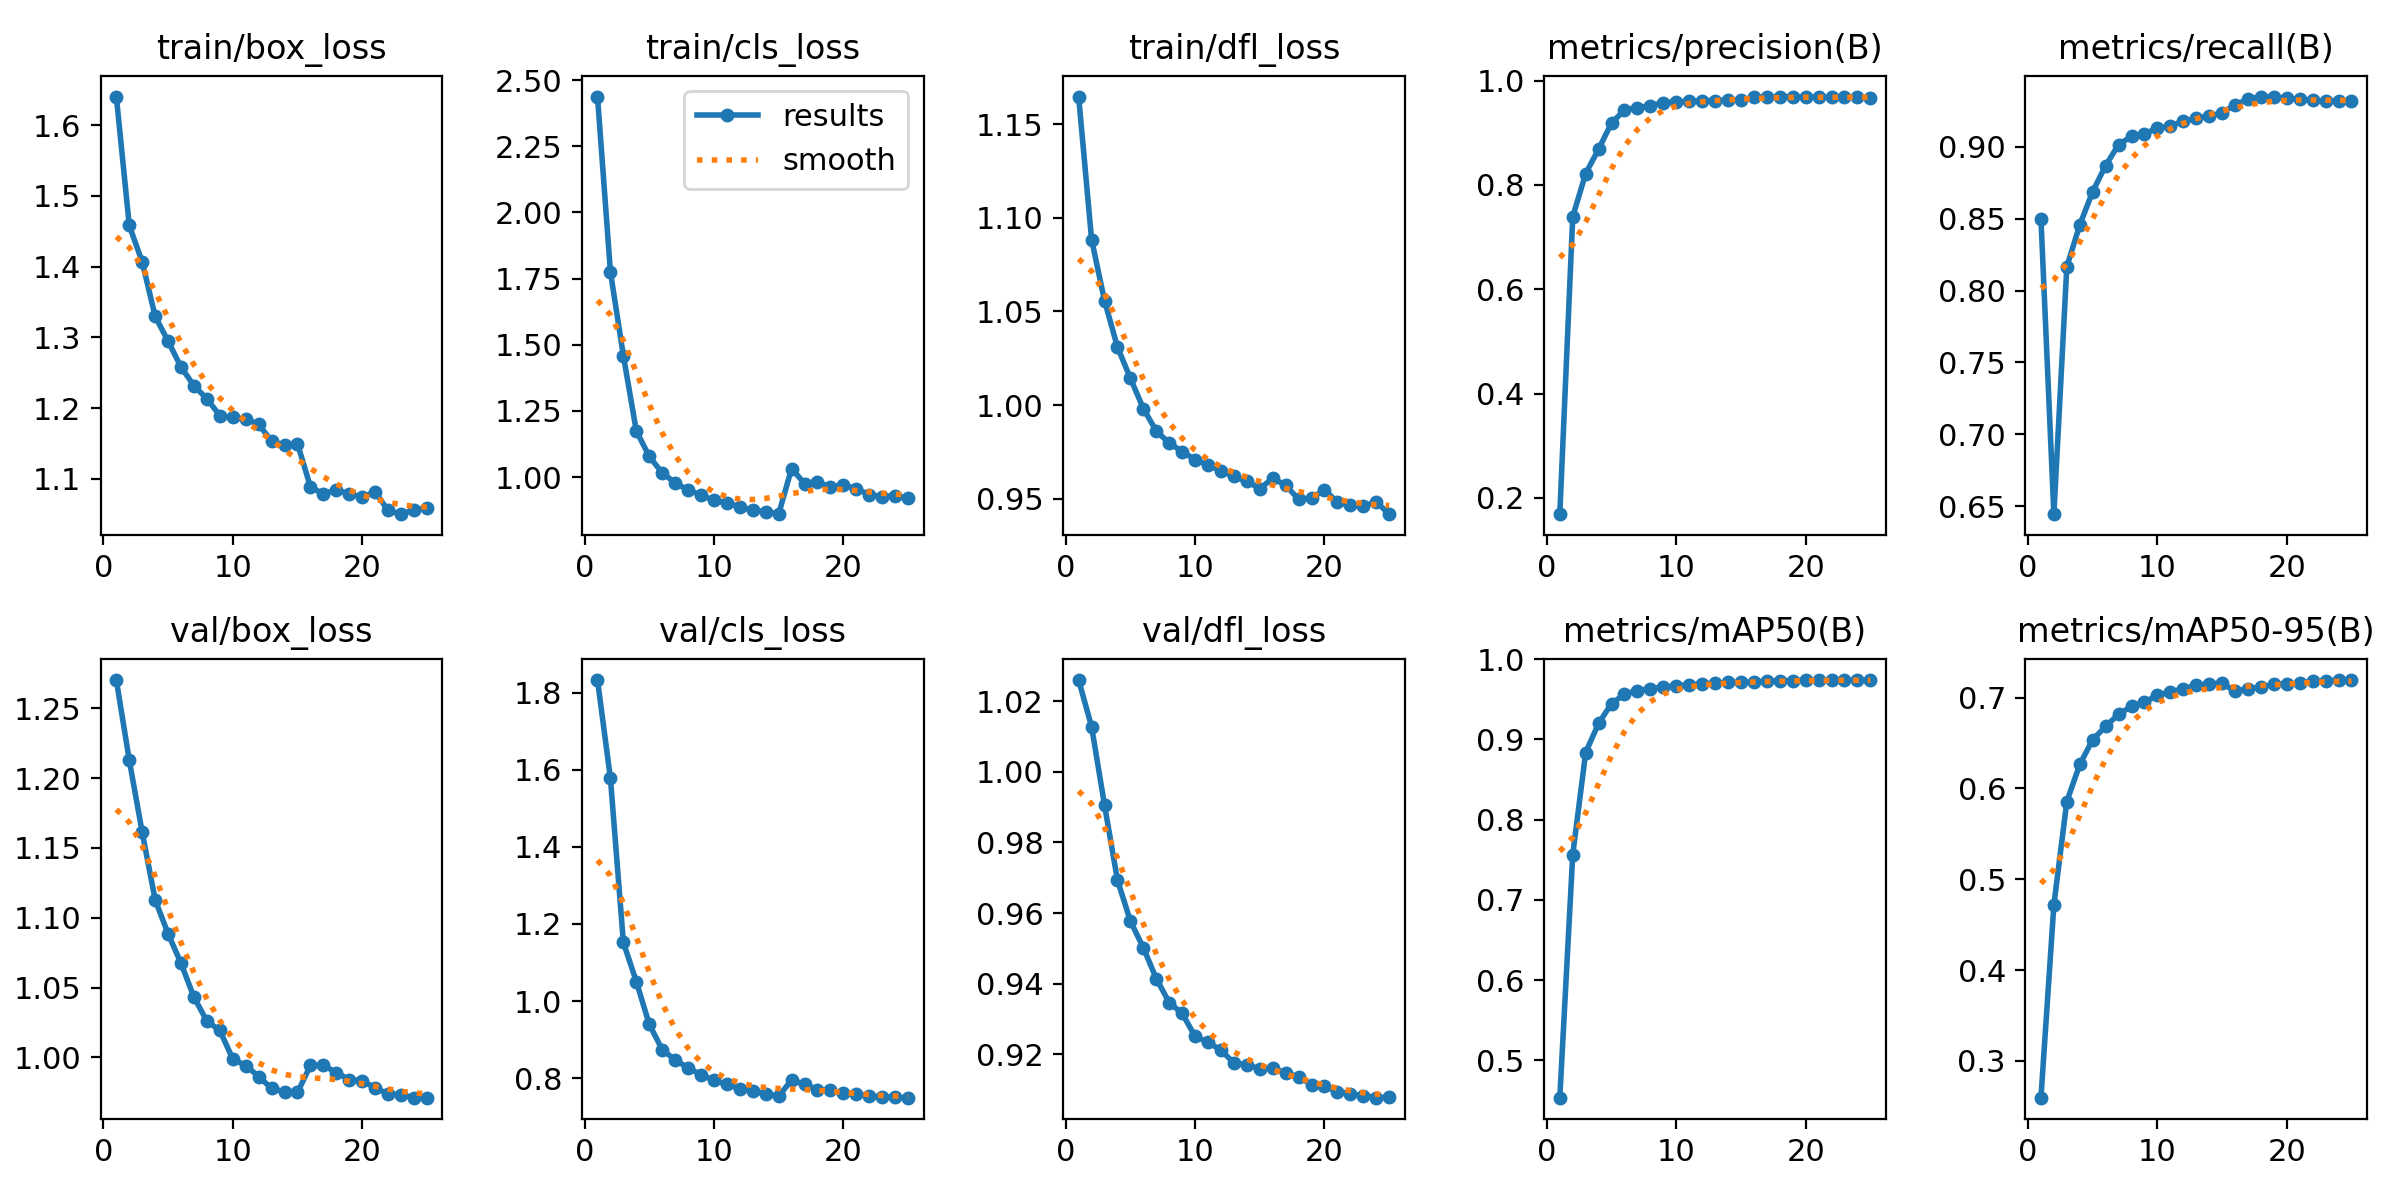 train/box_loss
train/cls_loss
train/dfl_loss
metrics/precision(B)
metrics/recall(B)
1.6
1.5
1.4
1.3
1.2
1.1
0 10 20
2.50
2.25
2.00
1.75
1.50
1.25
1.00
0 10 20
results
smooth
1.15
1.10
1.05
1.00
0.95
0 10 20
1.0
0.8
0.6
0.4
0.2
0 10 20
0.90
0.85
0.80
0.75
0.70
0.65
0 10 20
val/box_loss
val/cls_loss
val/dfl_loss
metrics/mAP50(B)
metrics/mAP50-95(B)
1.25
1.20
1.15
1.10
1.05
1.00
0 10 20
1.8
1.6
1.4
1.2
1.0
0.8
0 10 20
1.02
1.00
0.98
0.96
0.94
0.92
0 10 20
1.0
0.9
0.8
0.7
0.6
0.5
0 10 20
0.7
0.6
0.5
0.4
0.3
0 10 20